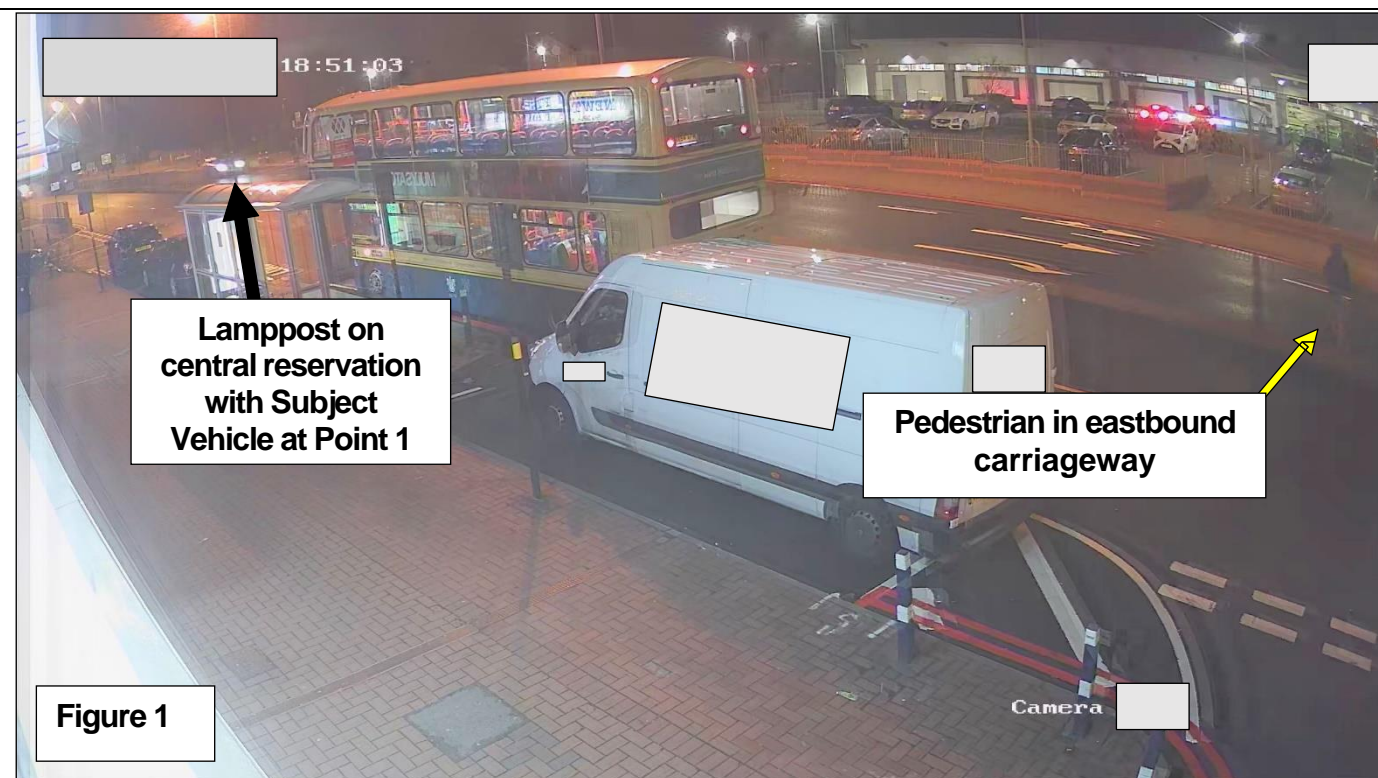 18:51:03
Lamppost on
central reservation
with Subject
Vehicle at Point 1
Pedestrian in eastbound
carriageway
Figure 1
Camera